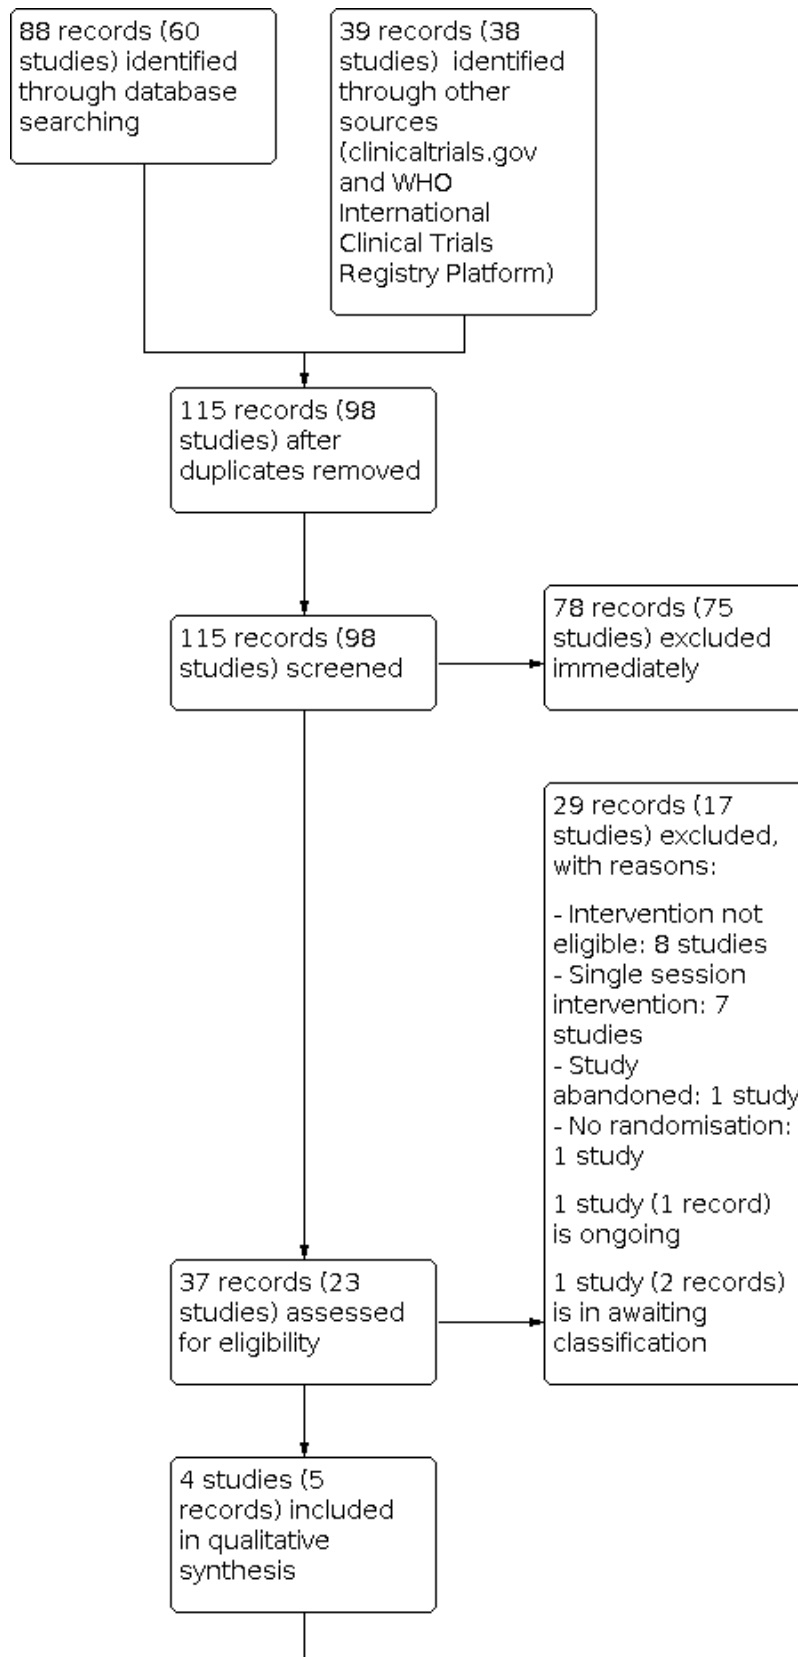 88 records (60
studies) identified
through database
searching
39 records (38
studies)  identified
through other
sources
(clinicaltrials.gov
and WHO
International
Clinical Trials
Registry Platform)
115 records (98
studies) after
duplicates removed
115 records (98
studies) screened
78 records (75
studies) excluded
immediately
29 records (17
studies) excluded,
with reasons:
- Intervention not
eligible: 8 studies
- Single session
intervention: 7
studies
- Study
abandoned: 1 study
- No randomisation:
1 study
1 study (1 record)
is ongoing
1 study (2 records)
is in awaiting
classification
37 records (23
studies) assessed
for eligibility
4 studies (5
records) included
in qualitative
synthesis